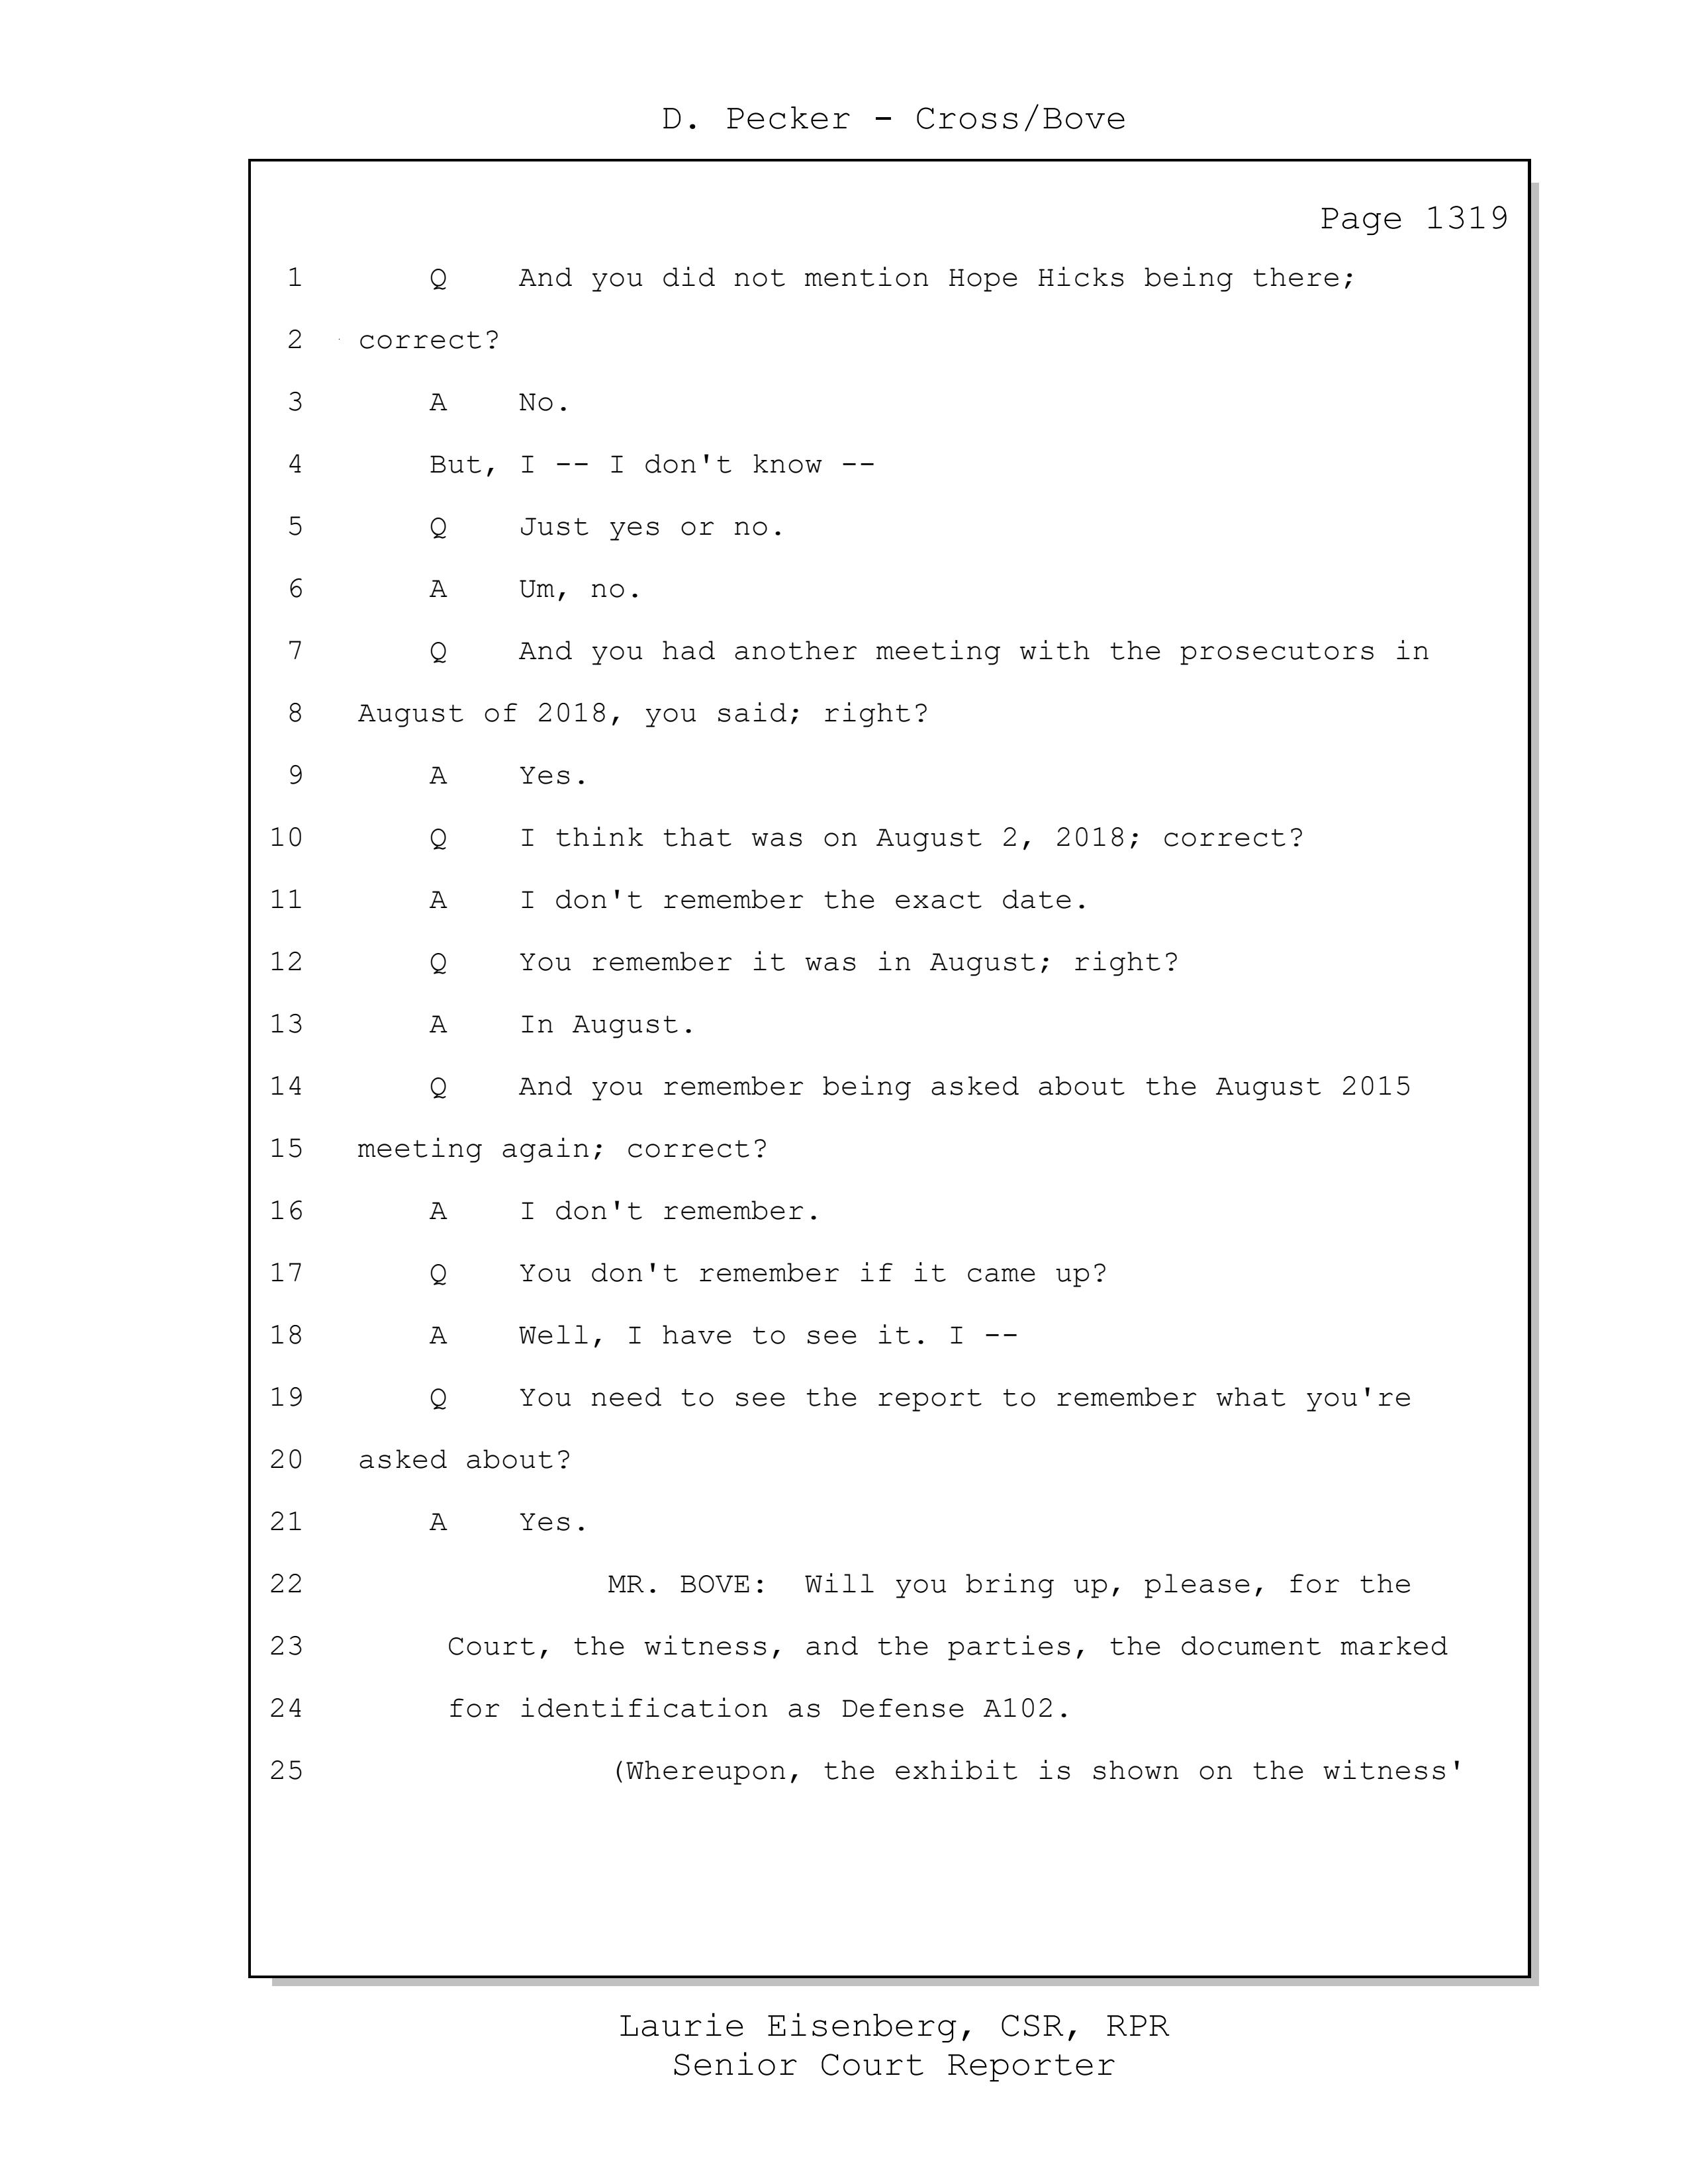 D. Pecker - Cross/Bove
Page 1319
1 Q And you did not mention Hope Hicks being there;
2 correct?
3 A No.
4 But, I -- I don't know --
5 Q Just yes or no.
6 A Um, no.
7 Q And you had another meeting with the prosecutors in
8 August of 2018, you said; right?
9 A Yes.
10 Q I think that was on August 2, 2018; correct?
11 A I don't remember the exact date.
12 Q You remember it was in August; right?
13 A In August.
14 Q And you remember being asked about the August 2015
15 meeting again; correct?
16 A I don't remember.
17 Q You don't remember if it came up?
18 A Well, I have to see it. I --
19 Q You need to see the report to remember what you're
20 asked about?
21 A Yes.
22 MR. BOVE: Will you bring up, please, for the
23 Court, the witness, and the parties, the document marked
24 for identification as Defense A102.
25 (Whereupon, the exhibit is shown on the witness'
Laurie Eisenberg, CSR, RPR
Senior Court Reporter